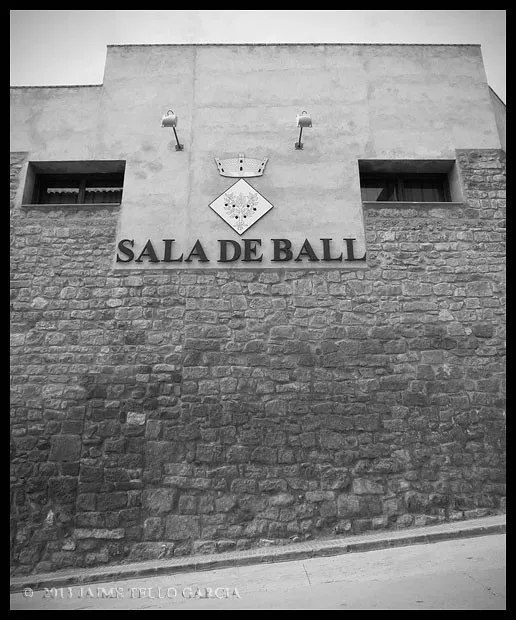 SALA DE BALL
© 2013 JAIME TELLO GARCIA